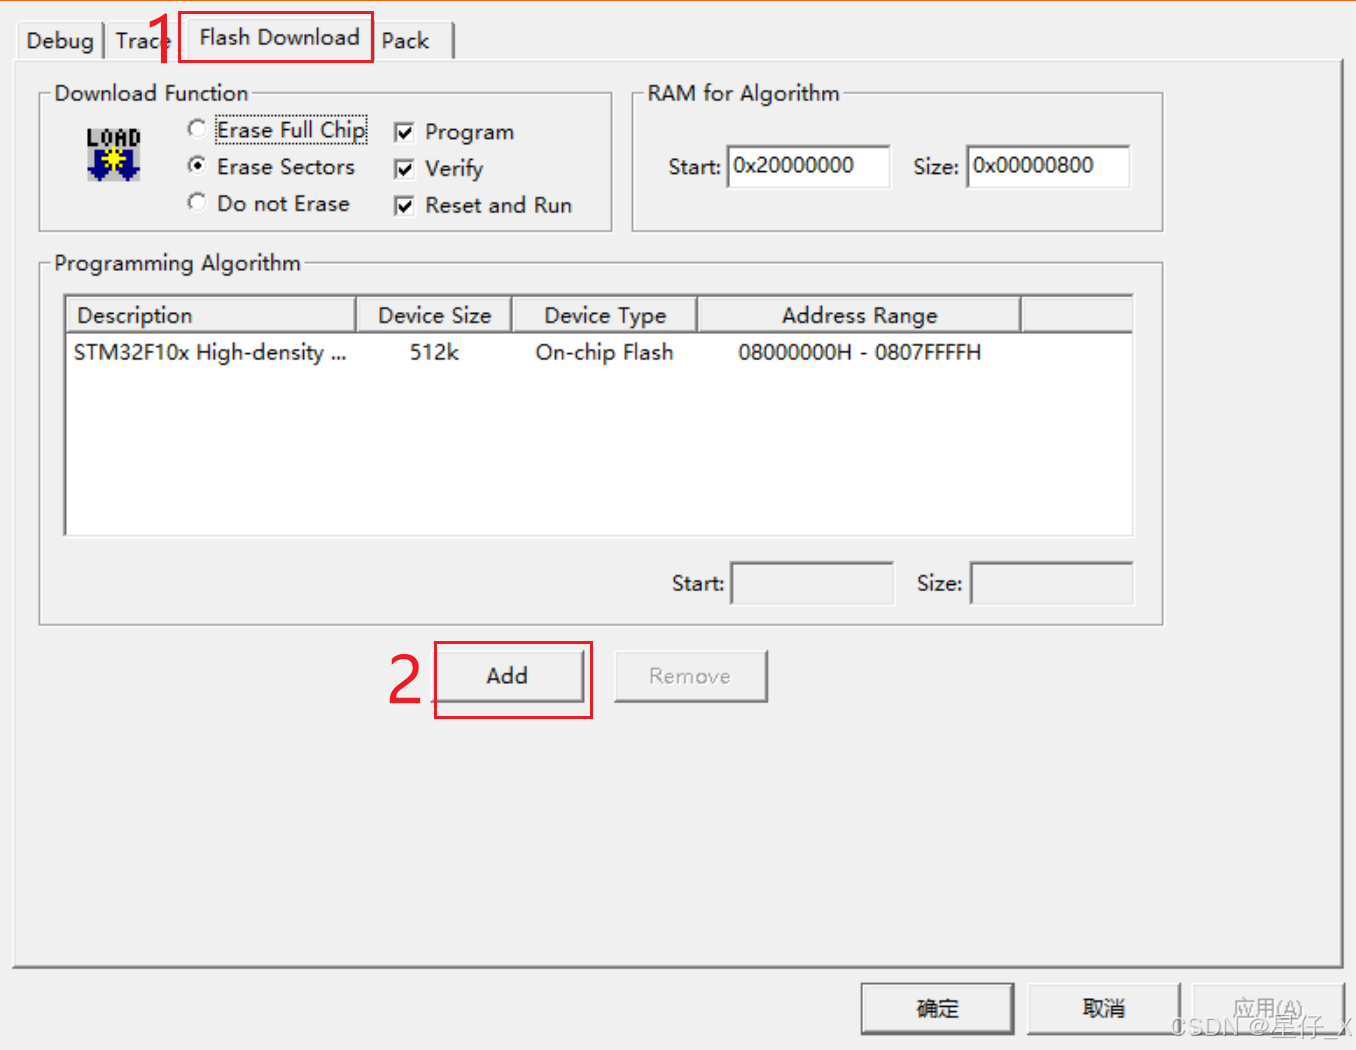 1
Debug Trace Flash Download Pack
Download Function
LOAD
Erase Full Chip
Erase Sectors
Do not Erase
Program
Verify
Reset and Run
RAM for Algorithm
Start: 0x20000000 Size: 0x00000800
Programming Algorithm
Description Device Size Device Type Address Range
STM32F10x High-density ... 512k On-chip Flash 08000000H - 0807FFFFH
Start: Size:
2 Add Remove
确定 取消 应用(A)
CSDN @星仔_X